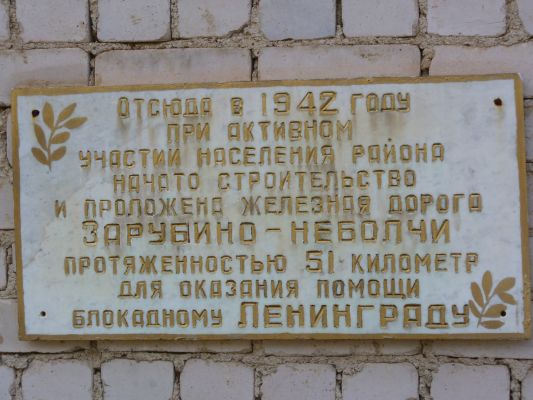 Отсюда в 1942 году
при активном
участии населения района
начато строительство
и проложена железная дорога
Зарубино – Неболчи
протяженностью 51 километр
для оказания помощи
блокадному Ленинграду